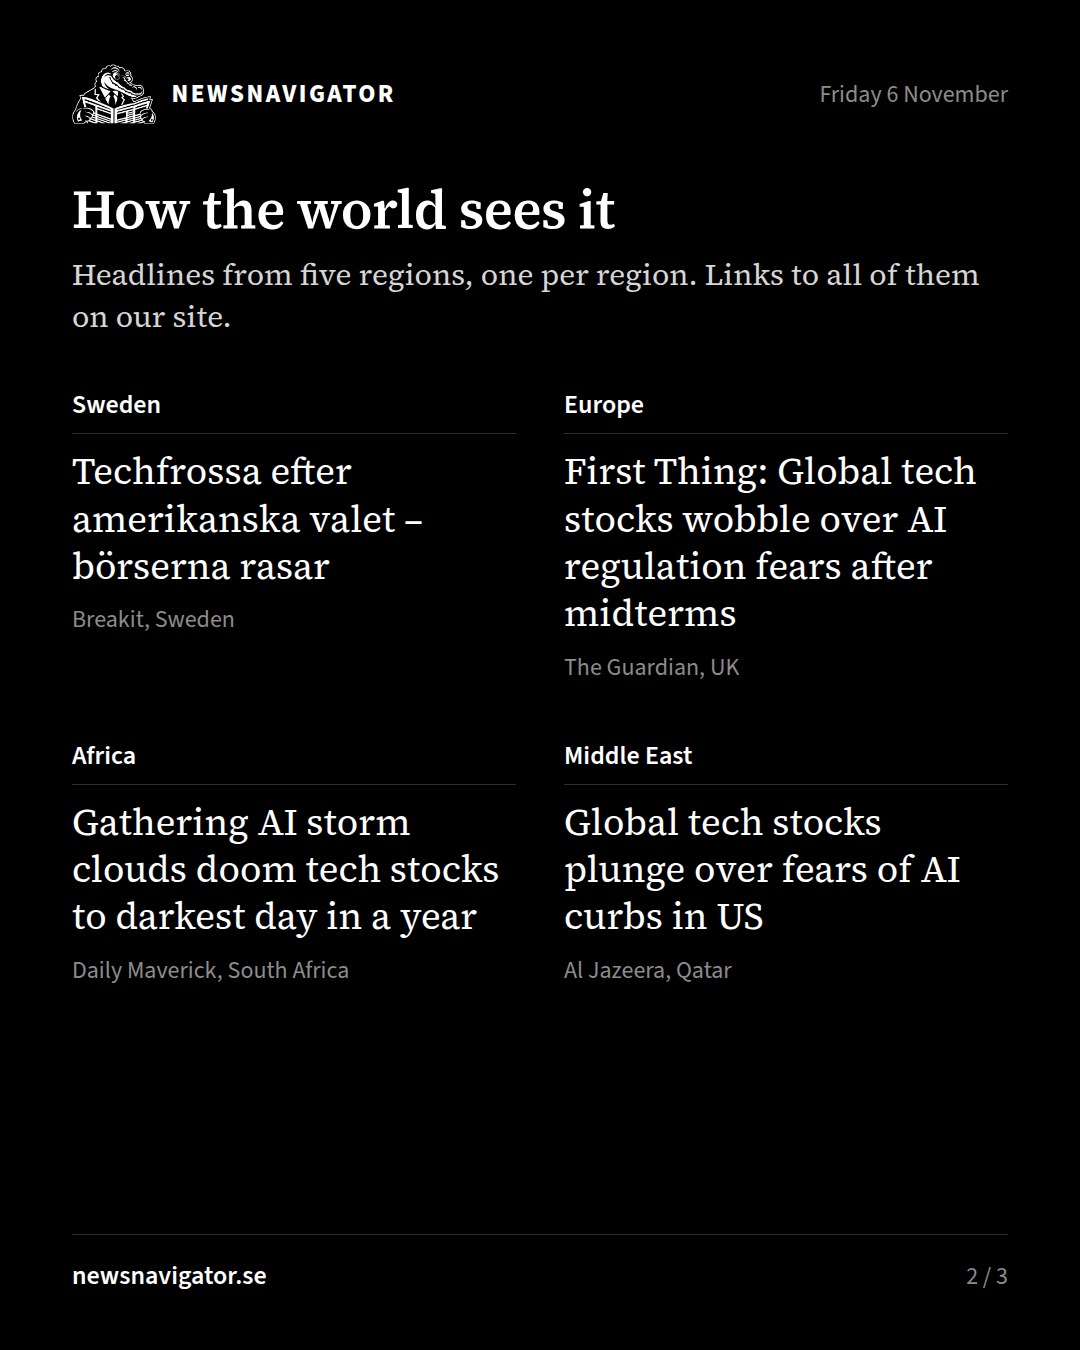 NEWSNAVIGATOR
Friday 6 November
How the world sees it
Headlines from five regions, one per region. Links to all of them
on our site.
Sweden
Techfrossa efter
amerikanska valet –
börserna rasar
Breakit, Sweden
Europe
First Thing: Global tech
stocks wobble over AI
regulation fears after
midterms
The Guardian, UK
Africa
Gathering AI storm
clouds doom tech stocks
to darkest day in a year
Daily Maverick, South Africa
Middle East
Global tech stocks
plunge over fears of AI
curbs in US
Al Jazeera, Qatar
newsnavigator.se
2 / 3